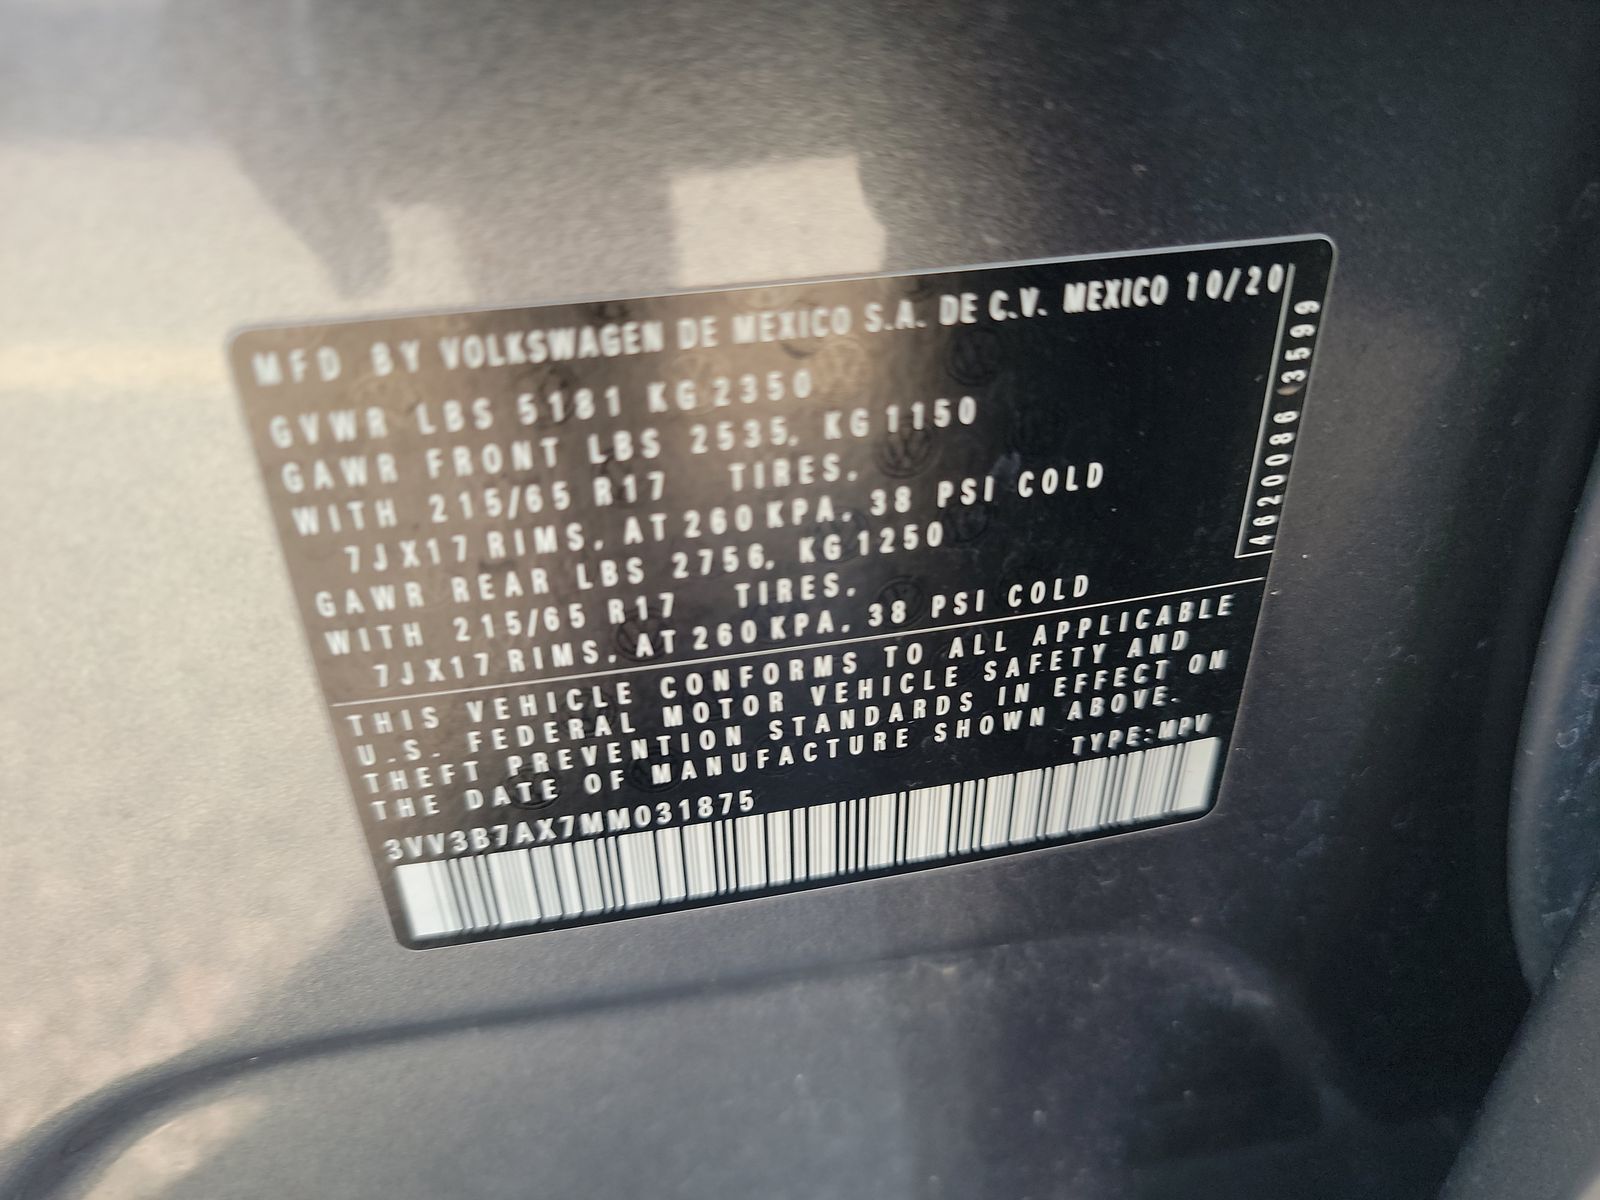 MFD BY VOLKSWAGEN DE MEXICO S.A. DE C.V. MEXICO 10/20
GVWR LBS 5181 KG 2350
GAWR FRONT LBS 2535, KG 1150
WITH 215/65 R17 TIRES.
7JX17 RIMS, AT 260 KPA. 38 PSI COLD
GAWR REAR LBS 2756, KG 1250
WITH 215/65 R17 TIRES.
7JX17 RIMS, AT 260 KPA. 38 PSI COLD
THIS VEHICLE CONFORMS TO ALL APPLICABLE
U.S. FEDERAL MOTOR VEHICLE SAFETY AND
THEFT PREVENTION STANDARDS IN EFFECT ON
THE DATE OF MANUFACTURE SHOWN ABOVE.
TYPE:MPV
3VV3B7AX7MM031875
4620086 3599